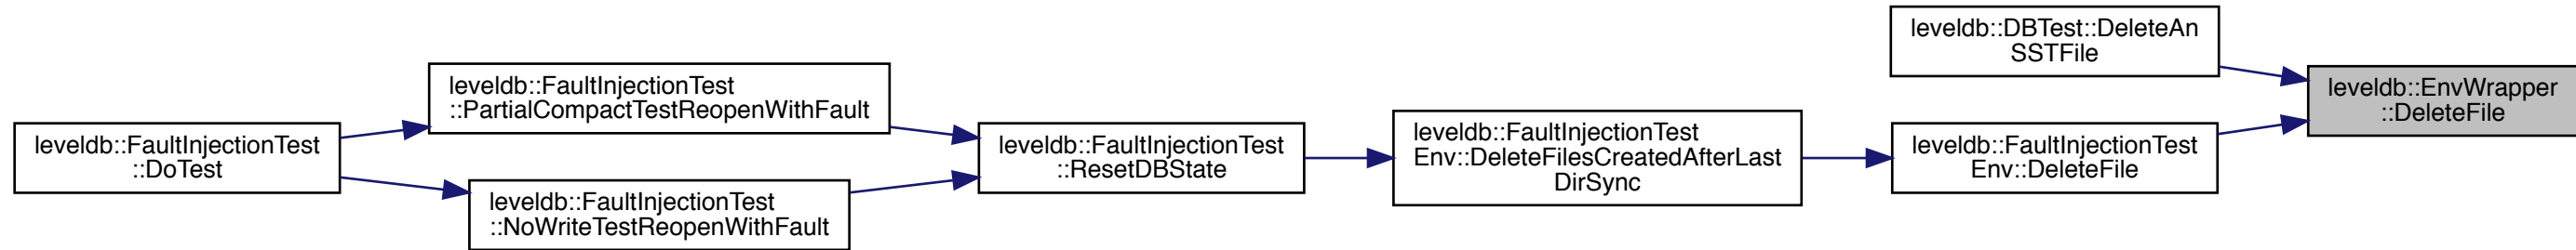 leveldb::FaultInjectionTest
::DoTest
leveldb::FaultInjectionTest
::PartialCompactTestReopenWithFault
leveldb::FaultInjectionTest
::NoWriteTestReopenWithFault
leveldb::FaultInjectionTest
::ResetDBState
leveldb::FaultInjectionTest
Env::DeleteFilesCreatedAfterLast
DirSync
leveldb::DBTest::DeleteAn
SSTFile
leveldb::FaultInjectionTest
Env::DeleteFile
leveldb::EnvWrapper
::DeleteFile